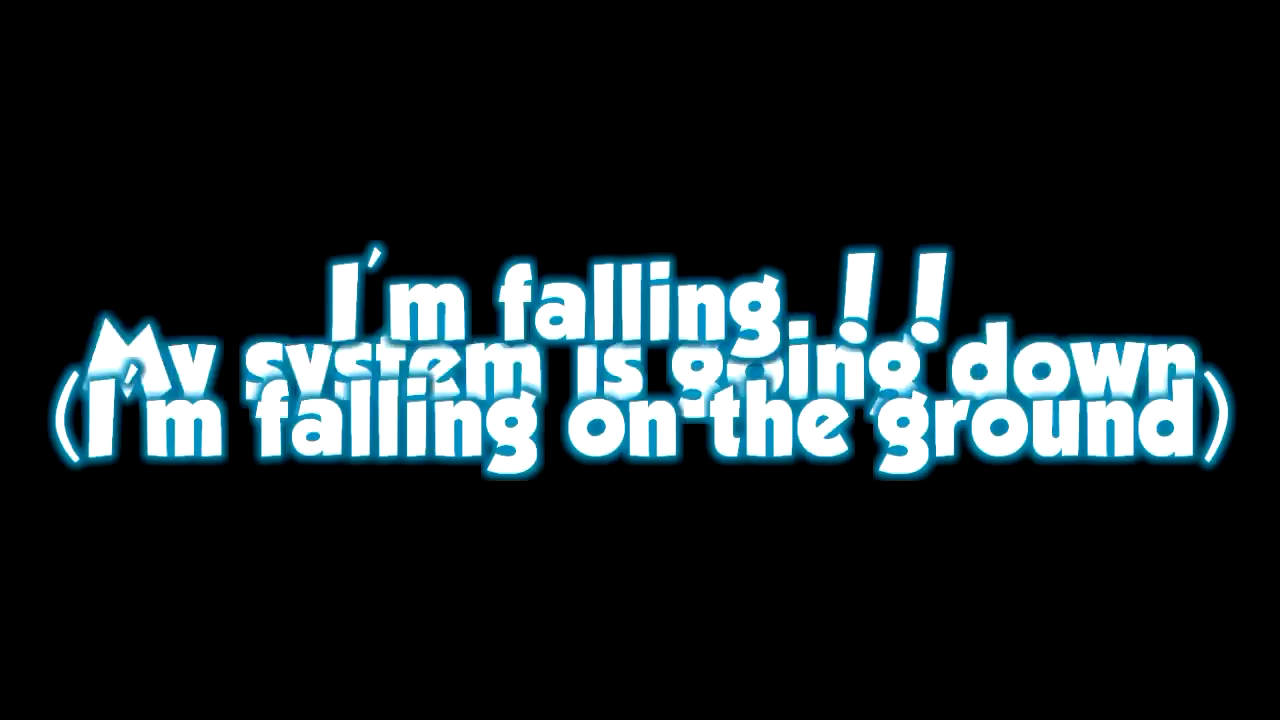 I'm falling !!
My system is going down
(I'm falling on the ground)